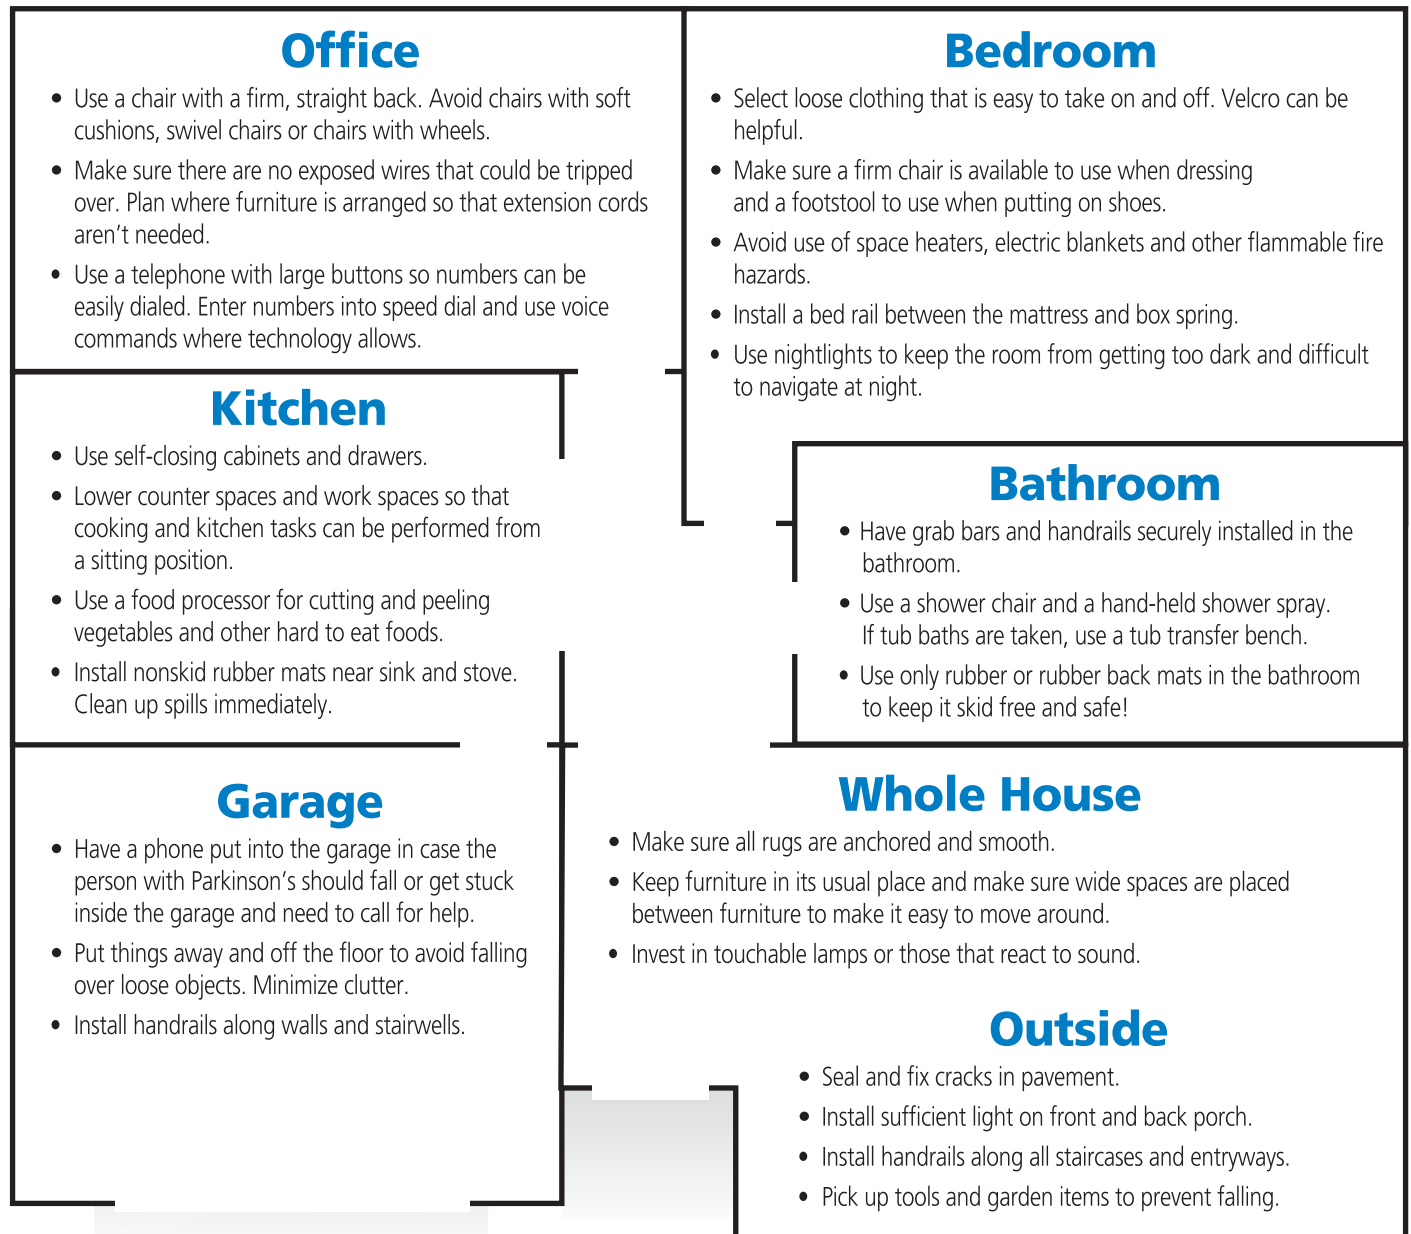 Office
• Use a chair with a firm, straight back. Avoid chairs with soft
cushions, swivel chairs or chairs with wheels.
• Make sure there are no exposed wires that could be tripped
over. Plan where furniture is arranged so that extension cords
aren’t needed.
• Use a telephone with large buttons so numbers can be
easily dialed. Enter numbers into speed dial and use voice
commands where technology allows.
Bedroom
• Select loose clothing that is easy to take on and off. Velcro can be
helpful.
• Make sure a firm chair is available to use when dressing
and a footstool to use when putting on shoes.
• Avoid use of space heaters, electric blankets and other flammable fire
hazards.
• Install a bed rail between the mattress and box spring.
• Use nightlights to keep the room from getting too dark and difficult
to navigate at night.
Kitchen
• Use self-closing cabinets and drawers.
• Lower counter spaces and work spaces so that
cooking and kitchen tasks can be performed from
a sitting position.
• Use a food processor for cutting and peeling
vegetables and other hard to eat foods.
• Install nonskid rubber mats near sink and stove.
Clean up spills immediately.
Bathroom
• Have grab bars and handrails securely installed in the
bathroom.
• Use a shower chair and a hand-held shower spray.
If tub baths are taken, use a tub transfer bench.
• Use only rubber or rubber back mats in the bathroom
to keep it skid free and safe!
Garage
• Have a phone put into the garage in case the
person with Parkinson’s should fall or get stuck
inside the garage and need to call for help.
• Put things away and off the floor to avoid falling
over loose objects. Minimize clutter.
• Install handrails along walls and stairwells.
Whole House
• Make sure all rugs are anchored and smooth.
• Keep furniture in its usual place and make sure wide spaces are placed
between furniture to make it easy to move around.
• Invest in touchable lamps or those that react to sound.
Outside
• Seal and fix cracks in pavement.
• Install sufficient light on front and back porch.
• Install handrails along all staircases and entryways.
• Pick up tools and garden items to prevent falling.